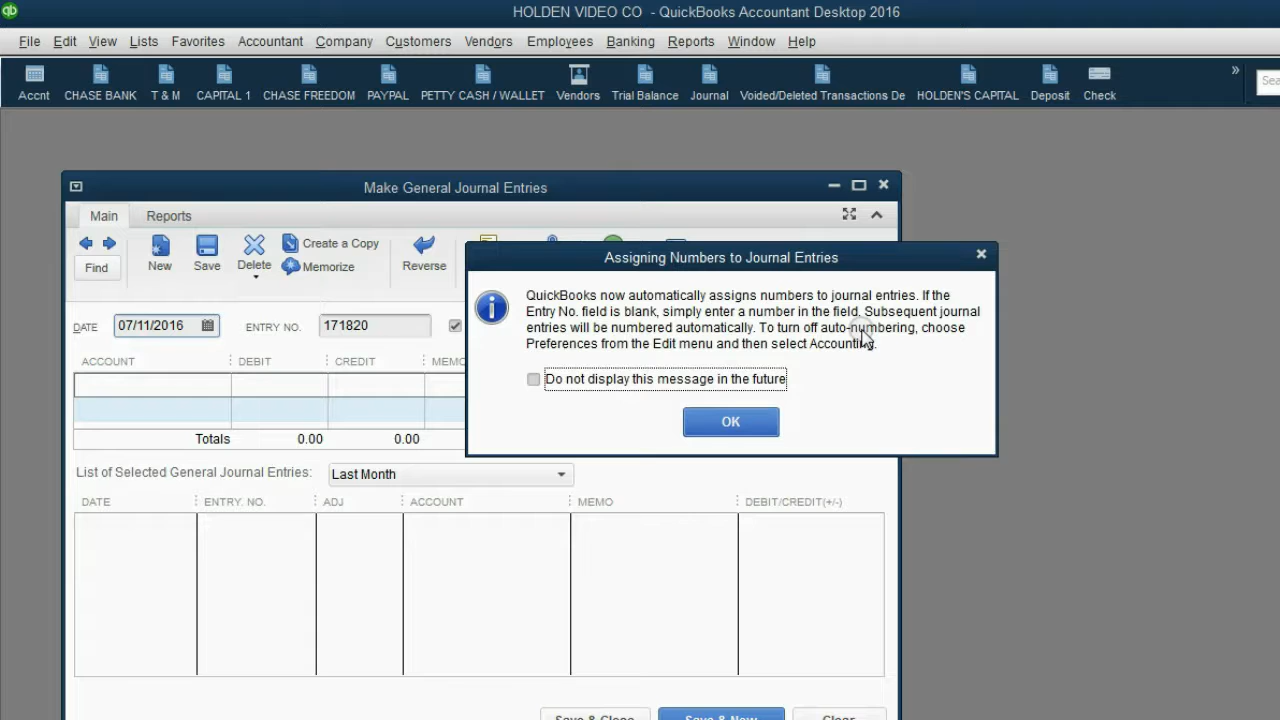 qb
HOLDEN VIDEO CO - QuickBooks Accountant Desktop 2016
File Edit View Lists Favorites Accountant Company Customers Vendors Employees Banking Reports Window Help
Accnt CHASE BANK T & M CAPITAL 1 CHASE FREEDOM PAYPAL PETTY CASH / WALLET Vendors Trial Balance Journal Voided/Deleted Transactions De HOLDEN'S CAPITAL Deposit Check
Make General Journal Entries
Main Reports
Find New Save Delete Create a Copy
Memorize Reverse
DATE 07/11/2016 ENTRY NO. 171820
ACCOUNT DEBIT CREDIT MEMO
Totals 0.00 0.00
Assigning Numbers to Journal Entries
QuickBooks now automatically assigns numbers to journal entries. If the
Entry No. field is blank, simply enter a number in the field. Subsequent journal
entries will be numbered automatically. To turn off auto-numbering, choose
Preferences from the Edit menu and then select Accounting.
Do not display this message in the future
OK
List of Selected General Journal Entries: Last Month
DATE ENTRY. NO. ADJ ACCOUNT MEMO DEBIT/CREDIT(+/-)
Save & Close Save & New Clear